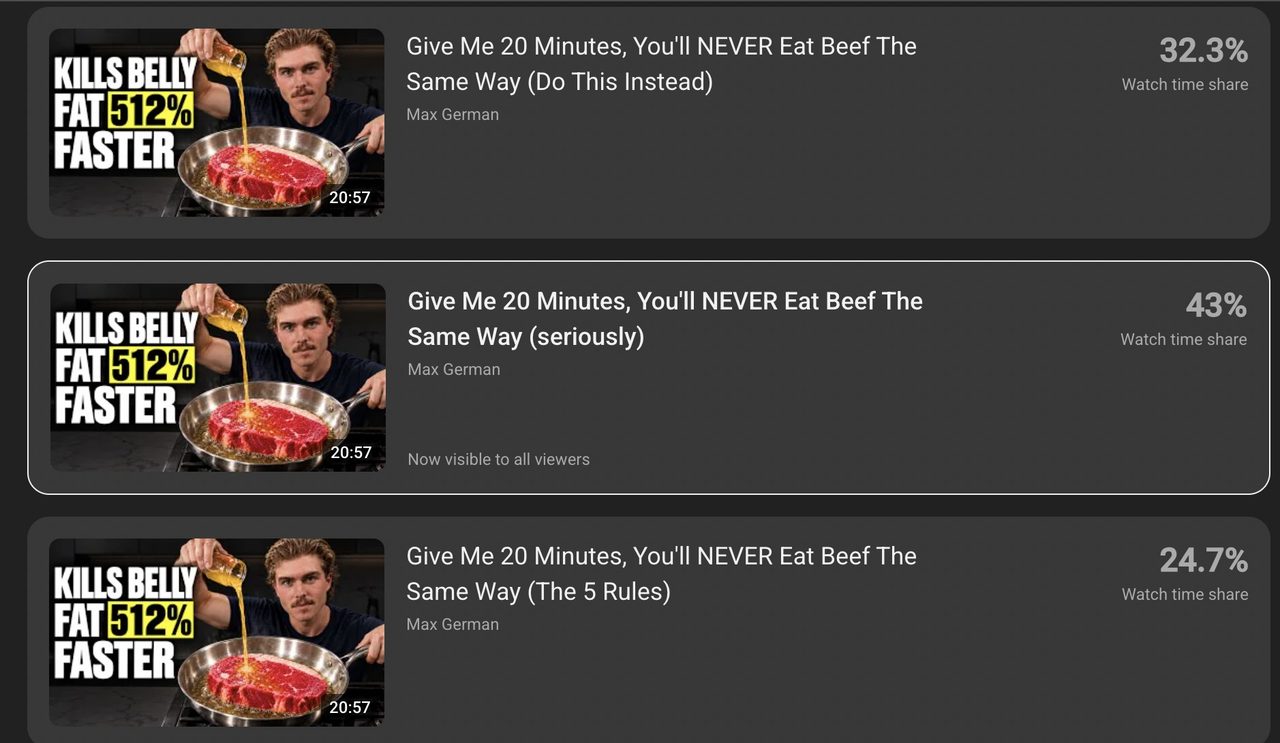 KILLS BELLY
FAT 512%
FASTER
20:57
Give Me 20 Minutes, You'll NEVER Eat Beef The
Same Way (Do This Instead)
Max German
32.3%
Watch time share
KILLS BELLY
FAT 512%
FASTER
20:57
Give Me 20 Minutes, You'll NEVER Eat Beef The
Same Way (seriously)
Max German
Now visible to all viewers
43%
Watch time share
KILLS BELLY
FAT 512%
FASTER
20:57
Give Me 20 Minutes, You'll NEVER Eat Beef The
Same Way (The 5 Rules)
Max German
24.7%
Watch time share